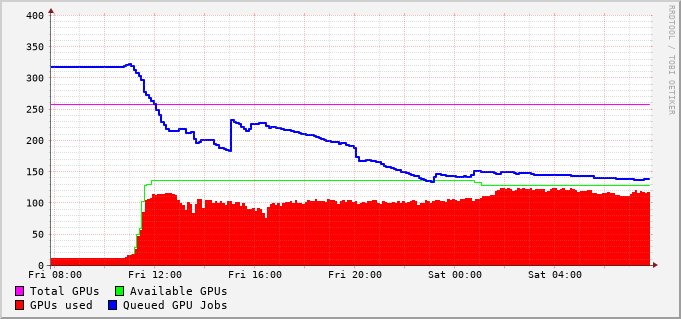 RRDTOOL / TOBI OETIKER
400
350
300
250
200
150
100
50
0
Fri 08:00 Fri 12:00 Fri 16:00 Fri 20:00 Sat 00:00 Sat 04:00
Total GPUs Available GPUs
GPUs used Queued GPU Jobs